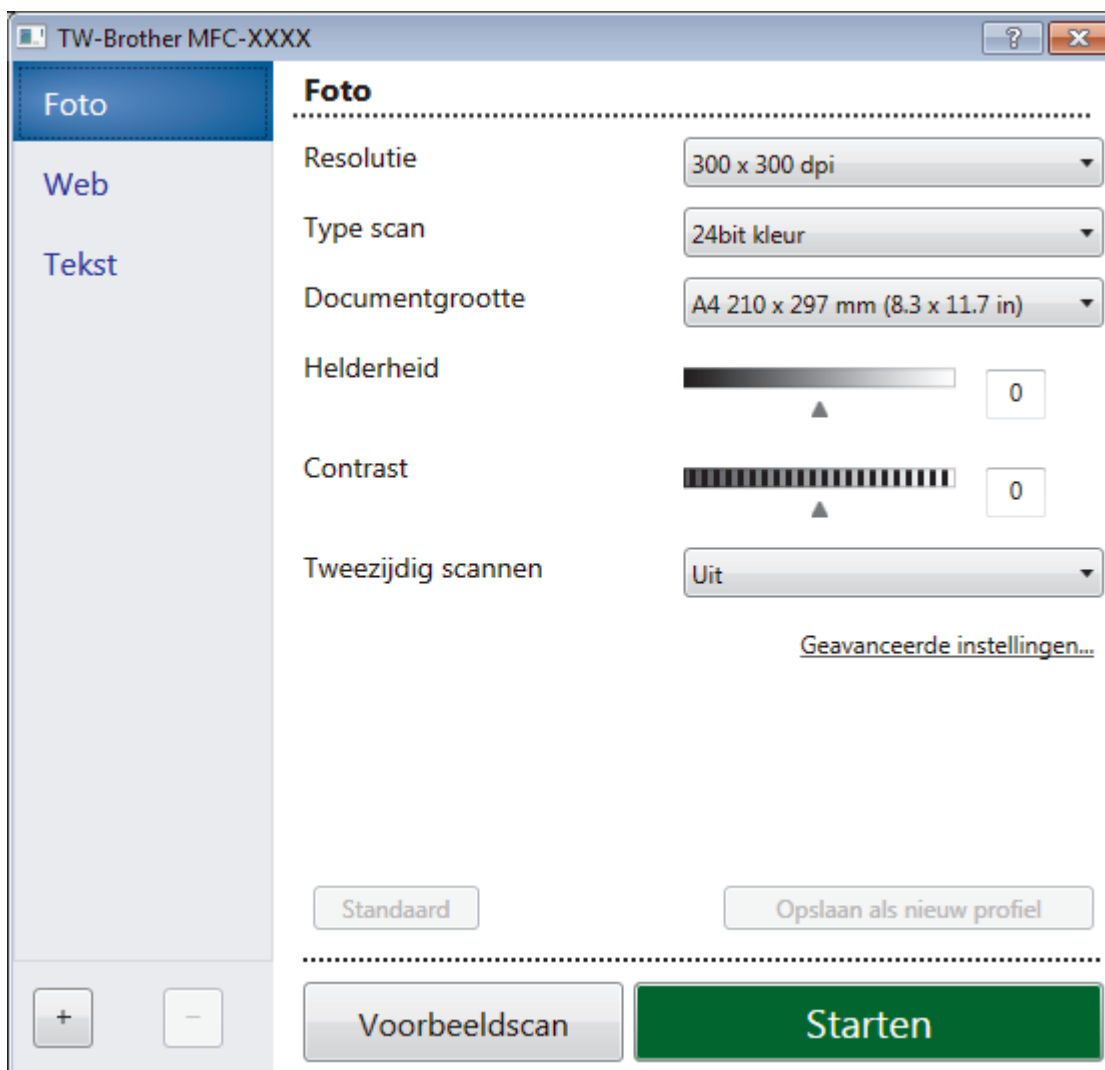 TW-Brother MFC-XXXX
?
Foto
Web
Tekst
Foto
Resolutie
300 x 300 dpi
Type scan
24bit kleur
Documentgrootte
A4 210 x 297 mm (8.3 x 11.7 in)
Helderheid
0
Contrast
0
Tweezijdig scannen
Uit
Geavanceerde instellingen...
Standaard
Opslaan als nieuw profiel
+
−
Voorbeeldscan
Starten